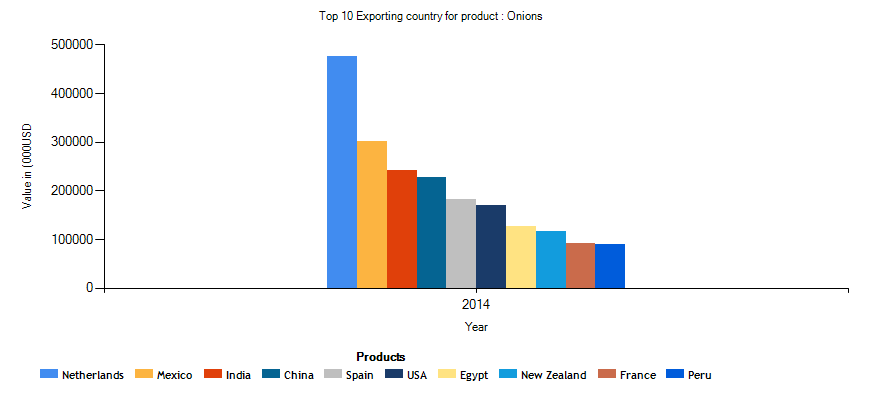 Top 10 Exporting country for product : Onions
500000
400000
300000
200000
100000
0
Value in (000USD
2014
Year
Products
Netherlands Mexico India China Spain USA Egypt New Zealand France Peru